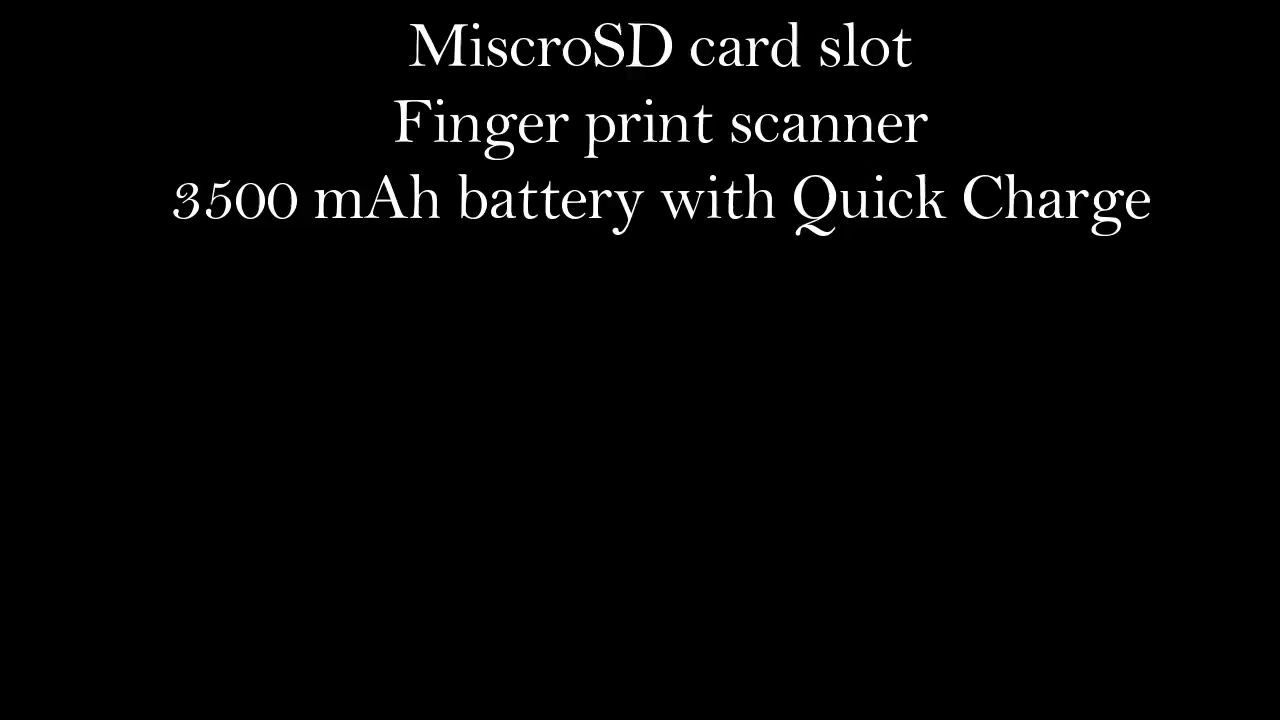 MiscroSD card slot
Finger print scanner
3500 mAh battery with Quick Charge